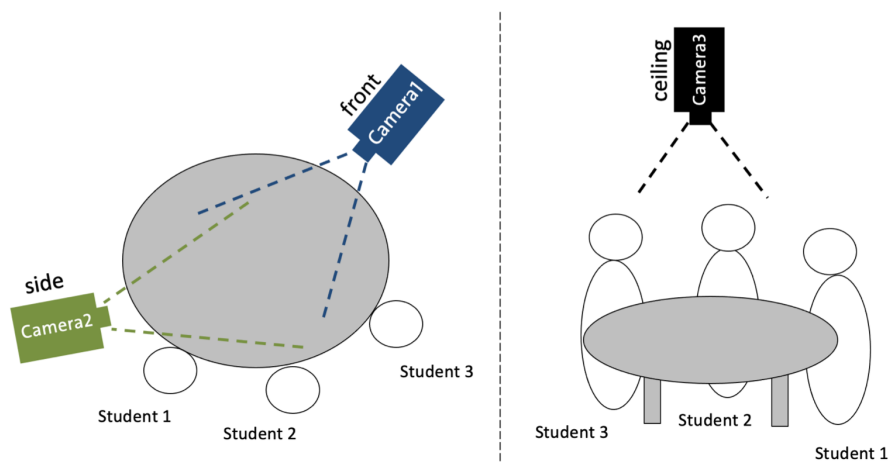 front
Camera1
side
Camera2
Student 1
Student 2
Student 3
ceiling
Camera3
Student 3
Student 2
Student 1